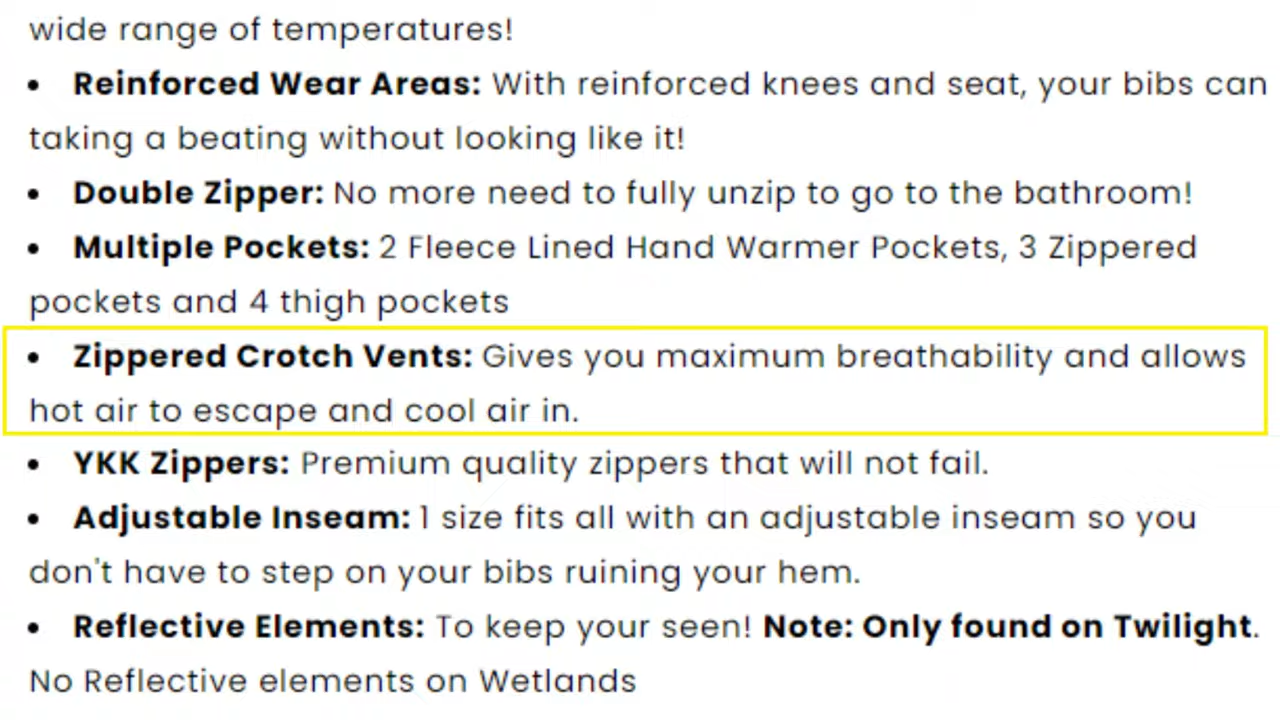 wide range of temperatures!
• Reinforced Wear Areas: With reinforced knees and seat, your bibs can
taking a beating without looking like it!
• Double Zipper: No more need to fully unzip to go to the bathroom!
• Multiple Pockets: 2 Fleece Lined Hand Warmer Pockets, 3 Zippered
pockets and 4 thigh pockets
• Zippered Crotch Vents: Gives you maximum breathability and allows
hot air to escape and cool air in.
• YKK Zippers: Premium quality zippers that will not fail.
• Adjustable Inseam: 1 size fits all with an adjustable inseam so you
don't have to step on your bibs ruining your hem.
• Reflective Elements: To keep your seen! Note: Only found on Twilight.
No Reflective elements on Wetlands